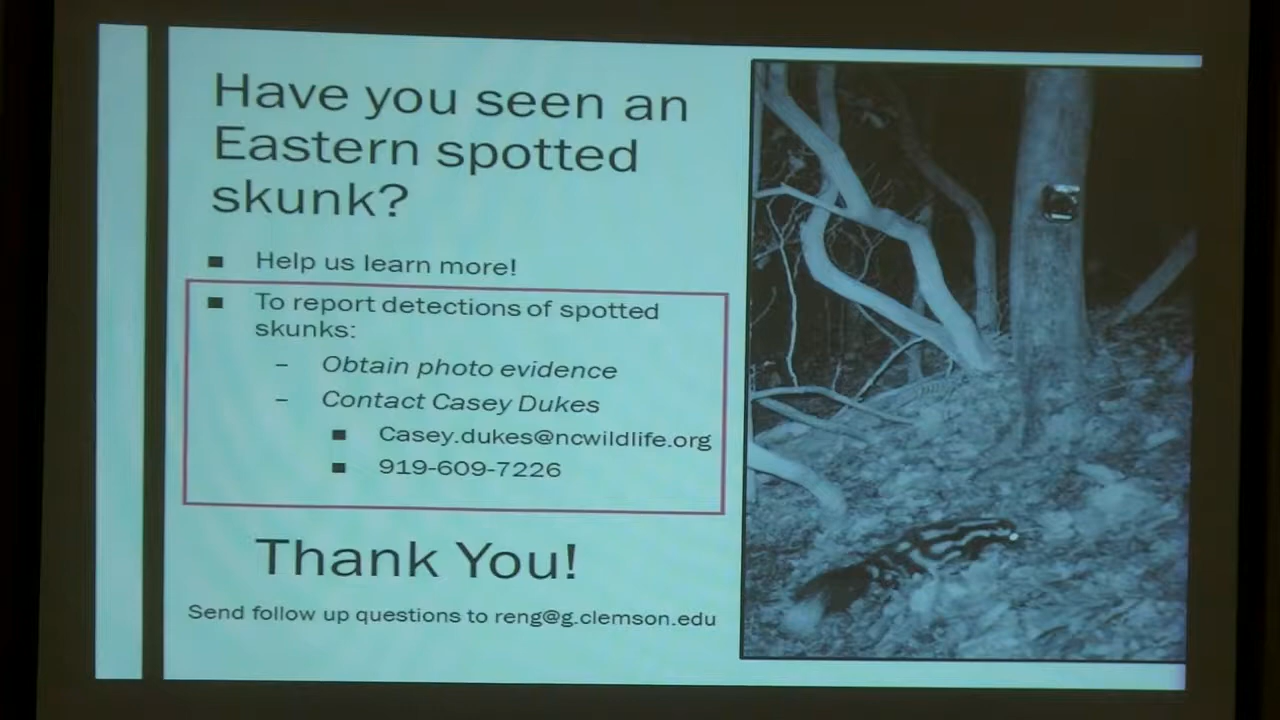 Have you seen an
Eastern spotted
skunk?
■ Help us learn more!
■ To report detections of spotted
skunks:
– Obtain photo evidence
– Contact Casey Dukes
■ Casey.dukes@ncwildlife.org
■ 919-609-7226
Thank You!
Send follow up questions to reng@g.clemson.edu